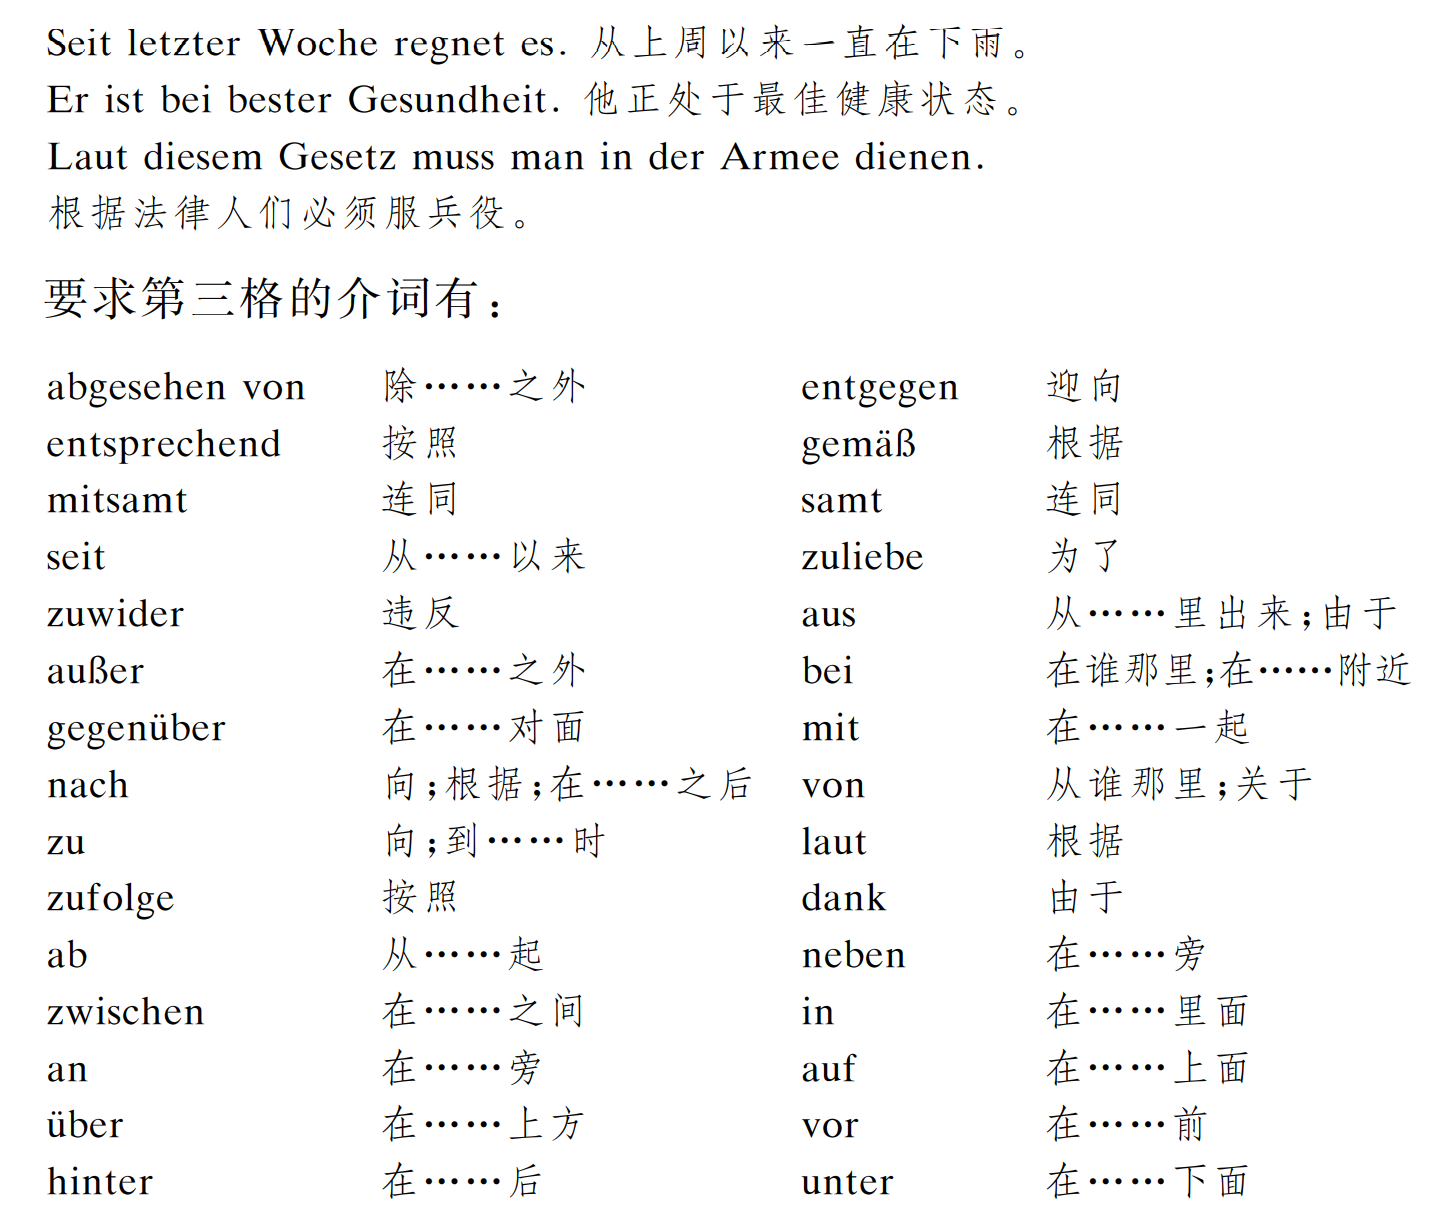 Seit letzter Woche regnet es. 从上周以来一直在下雨。
Er ist bei bester Gesundheit. 他正处于最佳健康状态。
Laut diesem Gesetz muss man in der Armee dienen.
根据法律人们必须服兵役。
要求第三格的介词有：
abgesehen von 除……之外 entgegen 迎向
entsprechend 按照 gemäß 根据
mitsamt 连同 samt 连同
seit 从……以来 zuliebe 为了
zuwider 违反 aus 从……里出来；由于
außer 在……之外 bei 在谁那里；在……附近
gegenüber 在……对面 mit 在……一起
nach 向；根据；在……之后 von 从谁那里；关于
zu 向；到……时 laut 根据
zufolge 按照 dank 由于
ab 从……起 neben 在……旁
zwischen 在……之间 in 在……里面
an 在……旁 auf 在……上面
über 在……上方 vor 在……前
hinter 在……后 unter 在……下面